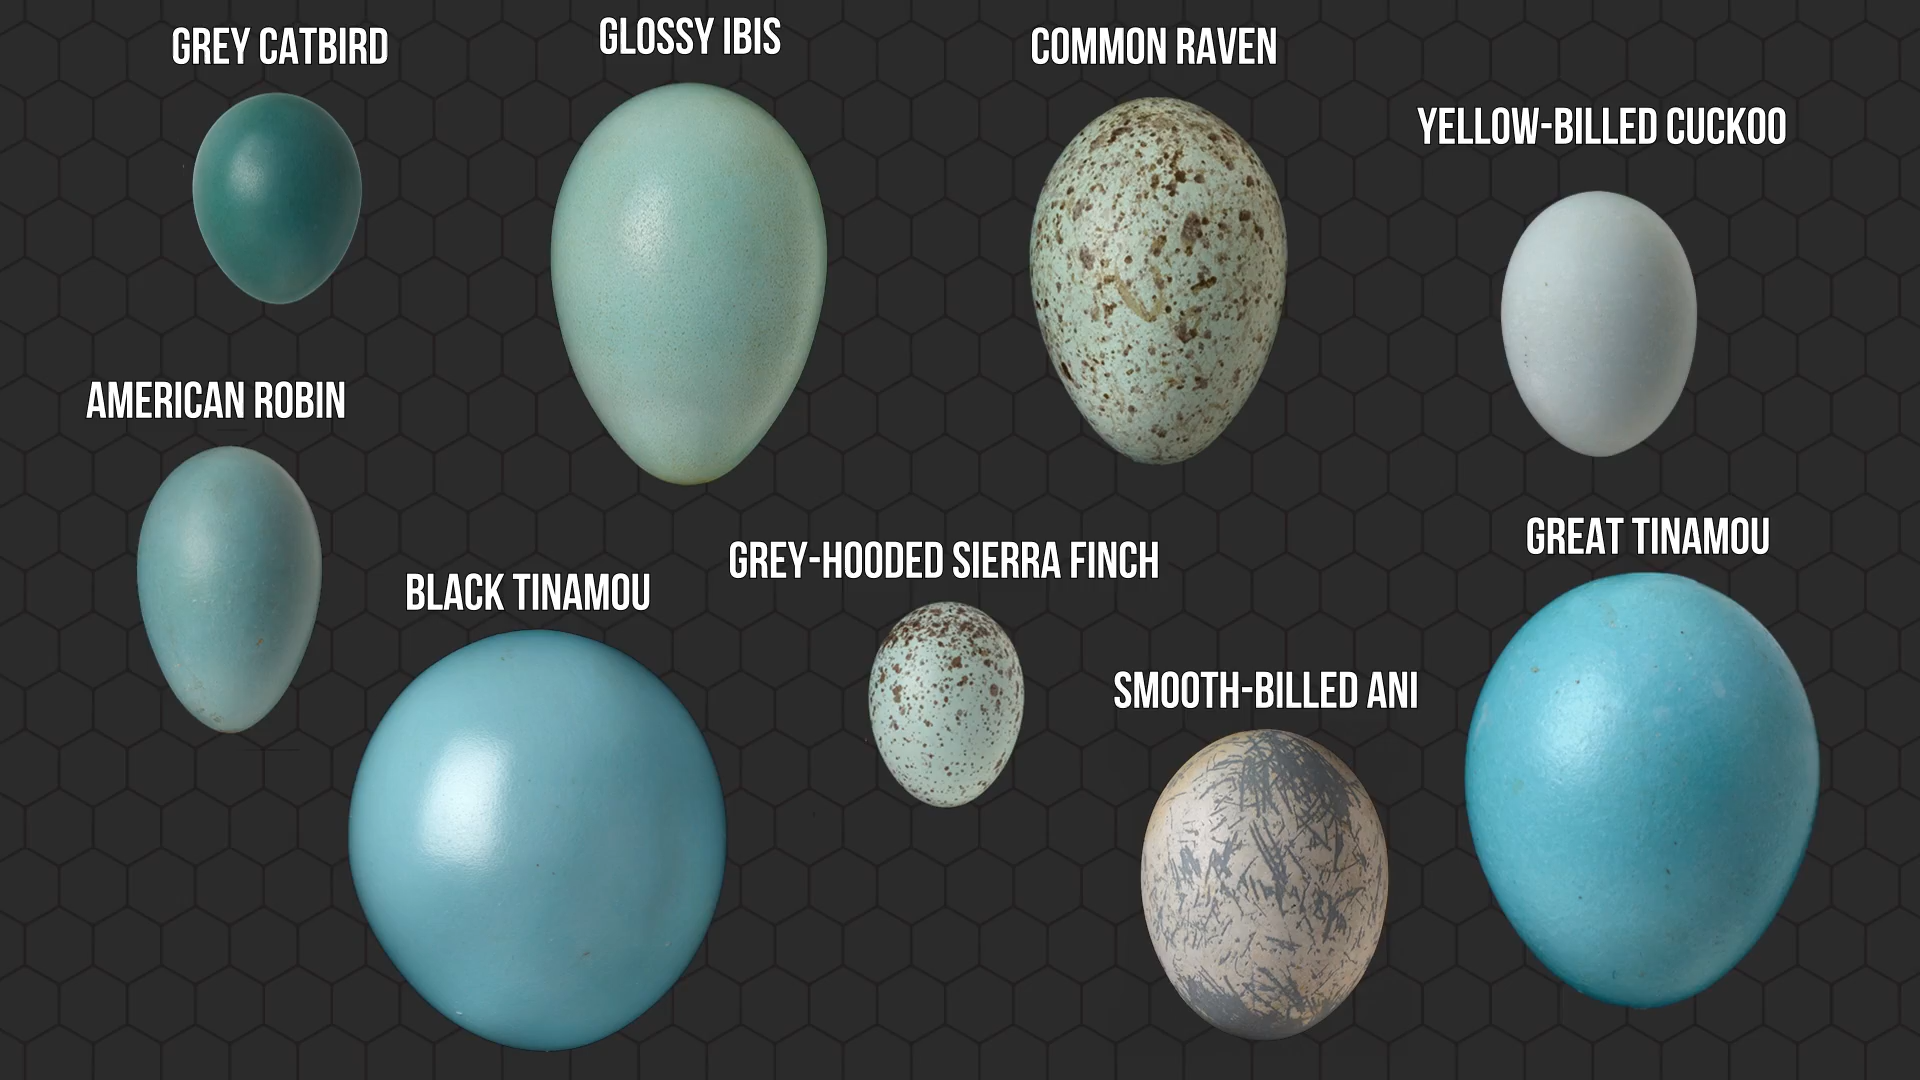 GREY CATBIRD
GLOSSY IBIS
COMMON RAVEN
YELLOW-BILLED CUCKOO
AMERICAN ROBIN
BLACK TINAMOU
GREY-HOODED SIERRA FINCH
GREAT TINAMOU
SMOOTH-BILLED ANI